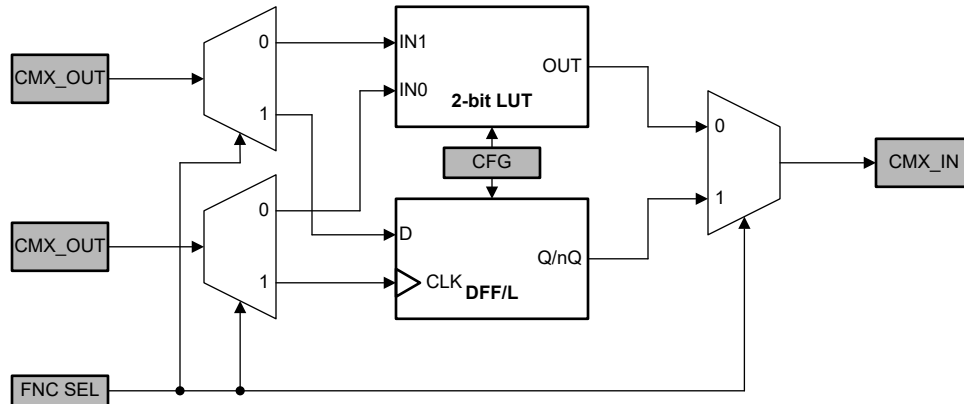 0
IN1
CMX_OUT
OUT
IN0
2-bit LUT
1
0
CFG
CMX_IN
1
0
D
CMX_OUT
Q/nQ
1
CLK
DFF/L
FNC SEL